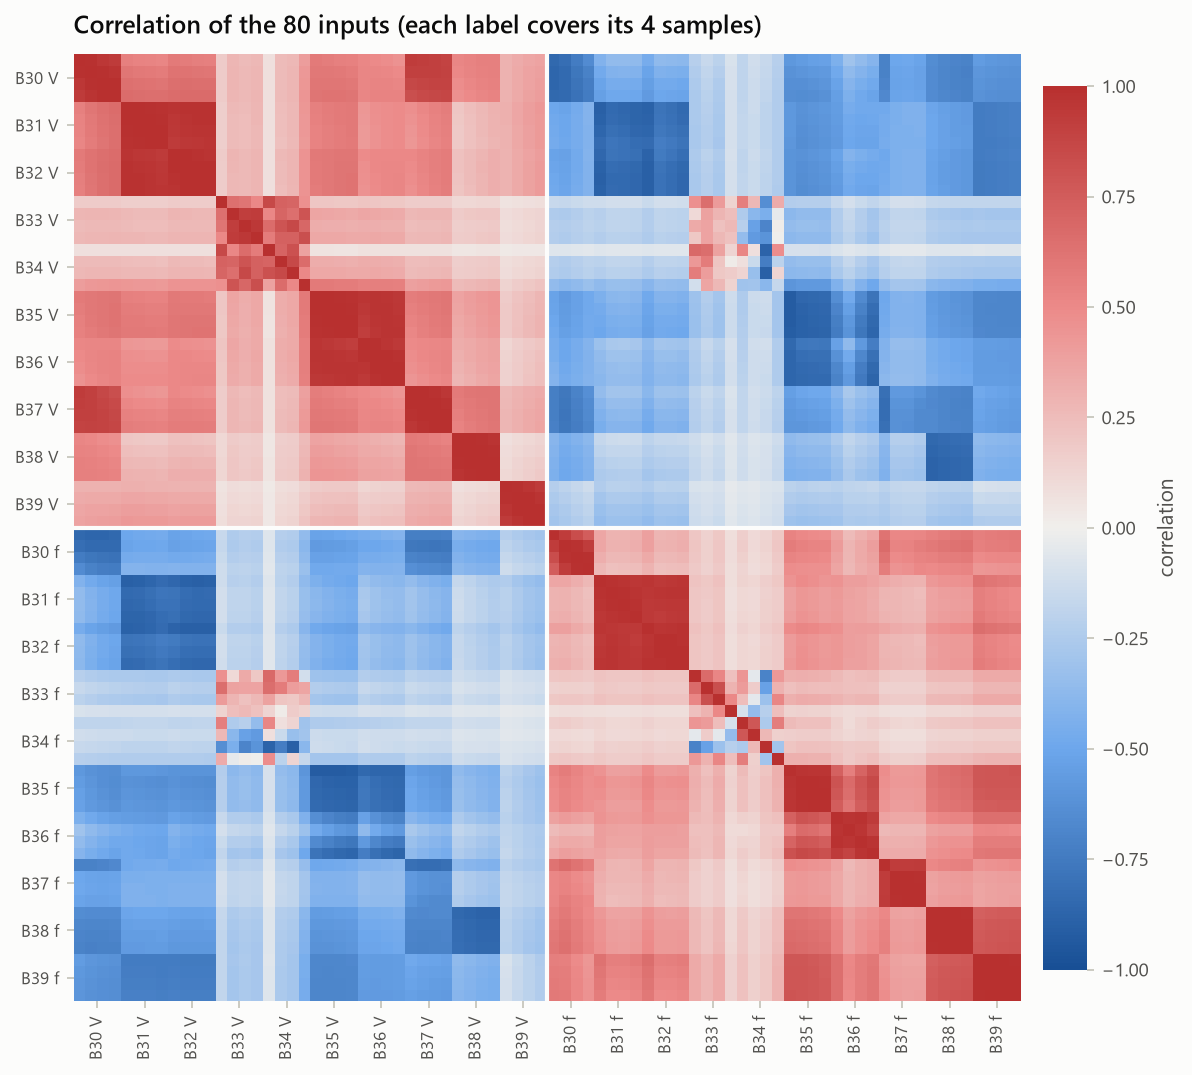 Correlation of the 80 inputs (each label covers its 4 samples)
B30 V
B31 V
B32 V
B33 V
B34 V
B35 V
B36 V
B37 V
B38 V
B39 V
B30 f
B31 f
B32 f
B33 f
B34 f
B35 f
B36 f
B37 f
B38 f
B39 f
B30 V
B31 V
B32 V
B33 V
B34 V
B35 V
B36 V
B37 V
B38 V
B39 V
B30 f
B31 f
B32 f
B33 f
B34 f
B35 f
B36 f
B37 f
B38 f
B39 f
1.00
0.75
0.50
0.25
0.00
−0.25
−0.50
−0.75
−1.00
correlation